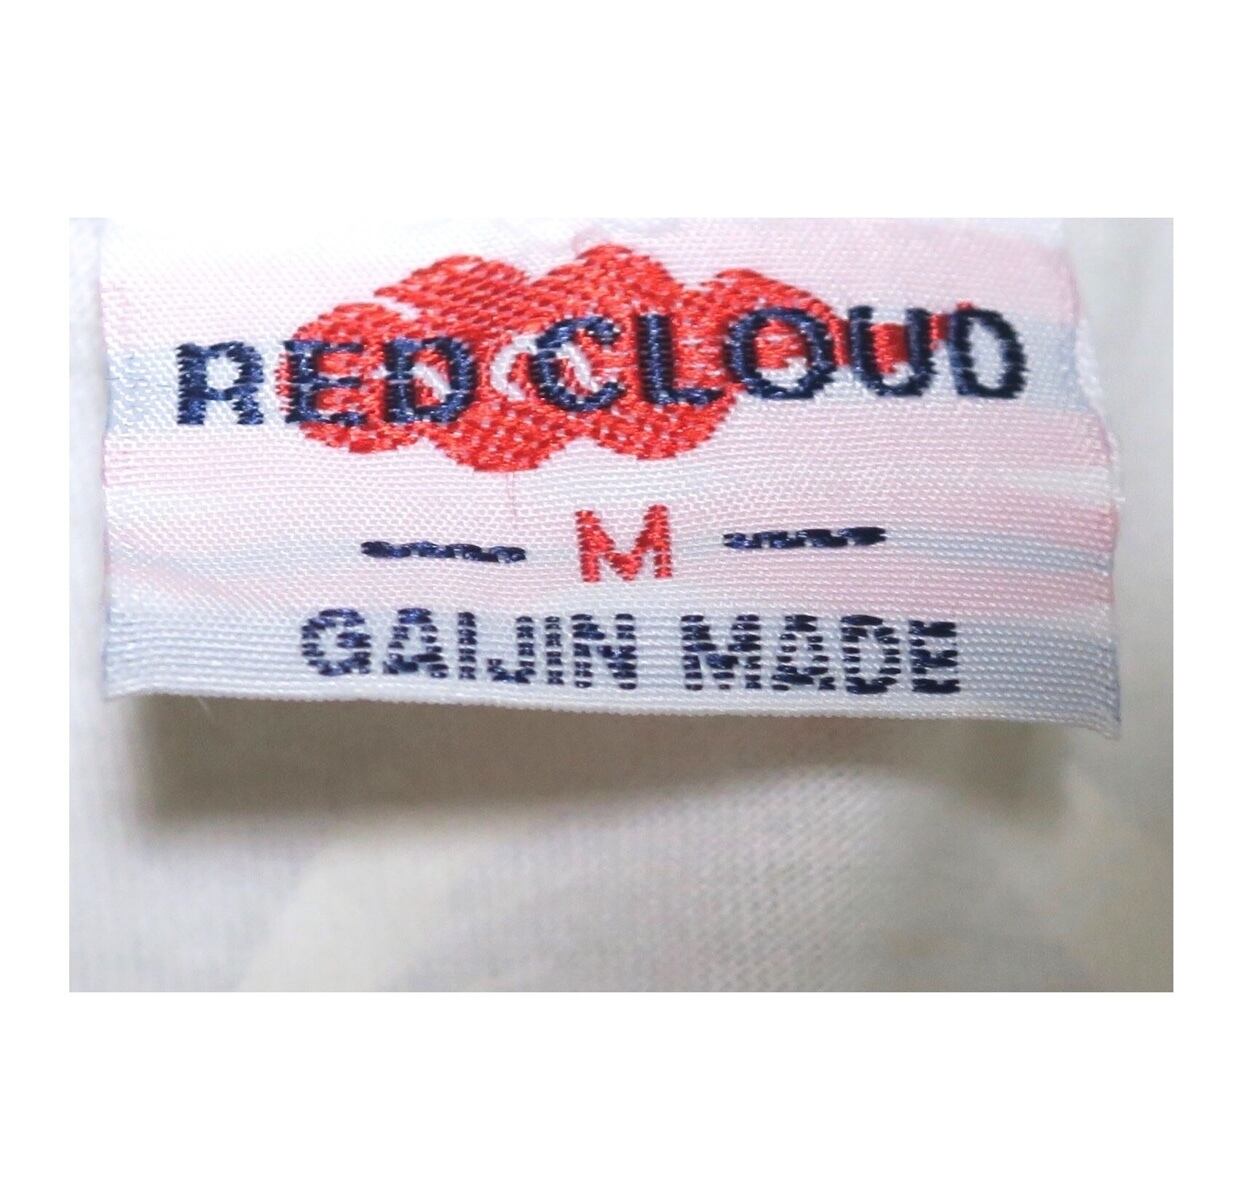 RED CLOUD
— M —
GAIJIN MADE